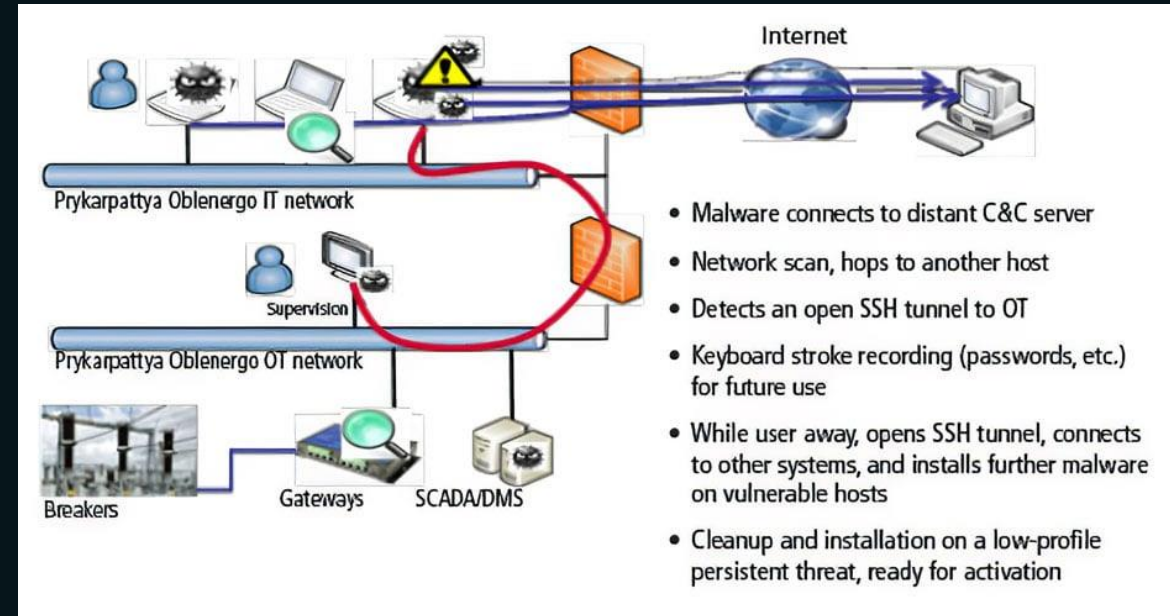 Internet
Prykarpattya Oblenergo IT network
Supervision
Prykarpattya Oblenergo OT network
Breakers
Gateways
SCADA/DMS
• Malware connects to distant C&C server
• Network scan, hops to another host
• Detects an open SSH tunnel to OT
• Keyboard stroke recording (passwords, etc.)
for future use
• While user away, opens SSH tunnel, connects
to other systems, and installs further malware
on vulnerable hosts
• Cleanup and installation on a low-profile
persistent threat, ready for activation